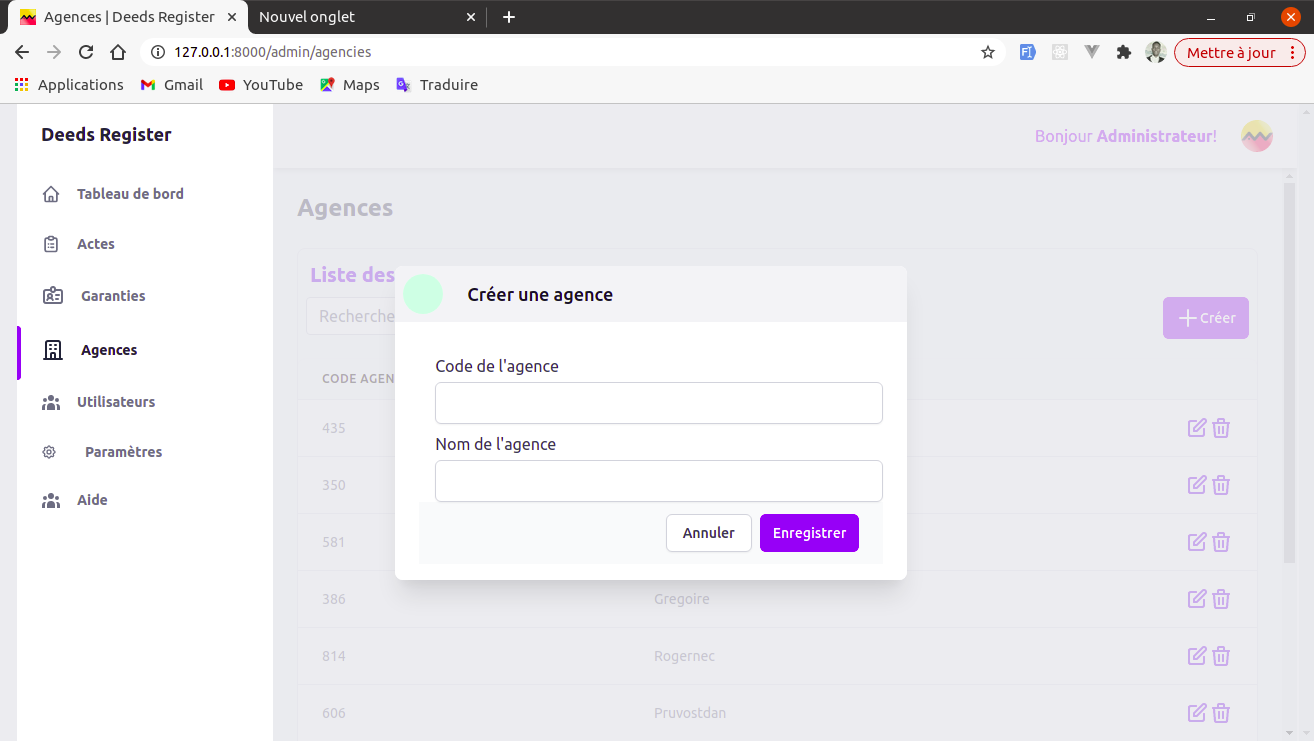 Agences | Deeds Register
Nouvel onglet
127.0.0.1:8000/admin/agencies
Mettre à jour
Applications
Gmail
YouTube
Maps
Traduire
Deeds Register
Bonjour Administrateur!
Tableau de bord
Actes
Garanties
Agences
Utilisateurs
Paramètres
Aide
Agences
Liste des
Recherche
Créer
CODE AGEN
435
350
581
386 Gregoire
814 Rogernec
606 Pruvostdan
Créer une agence
Code de l'agence
Nom de l'agence
Annuler
Enregistrer